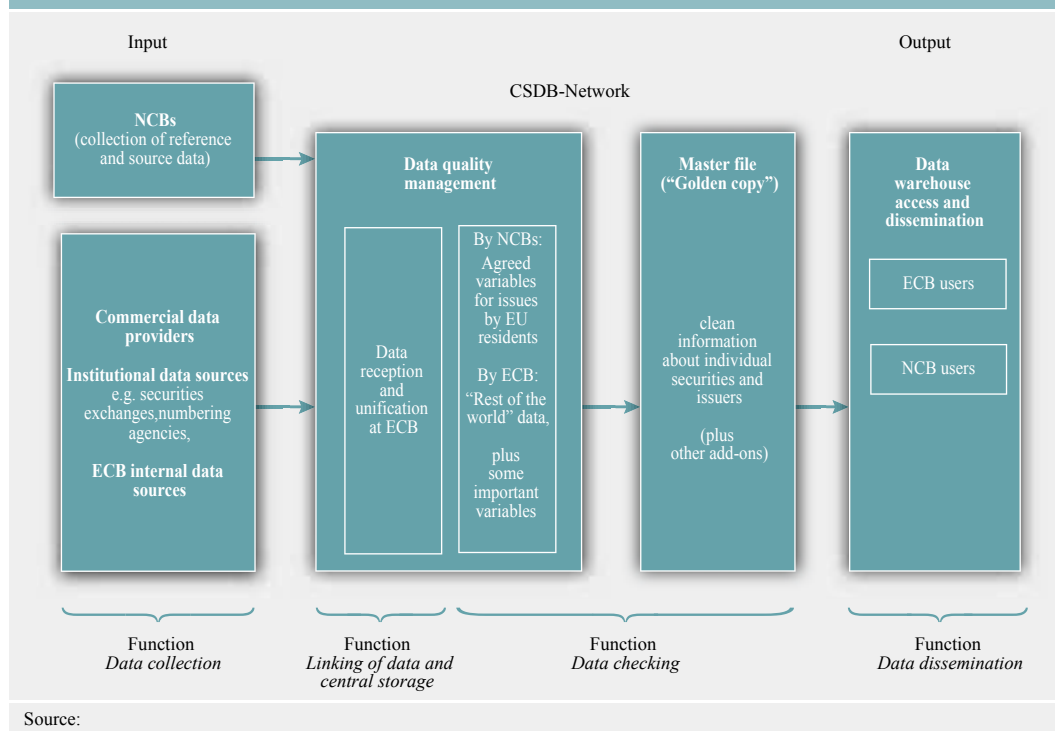 Input
Output
CSDB-Network
NCBs
(collection of reference
and source data)
Commercial data
providers
Institutional data sources
e.g. securities
exchanges,numbering
agencies,
ECB internal data
sources
Data quality
management
Data
reception
and
unification
at ECB
By NCBs:
Agreed
variables
for issues
by EU
residents
By ECB:
“Rest of the
world” data,
plus
some
important
variables
Master file
(“Golden copy”)
clean
information
about individual
securities and
issuers
(plus
other add-ons)
Data
warehouse
access and
dissemination
ECB users
NCB users
Function
Data collection
Function
Linking of data and
central storage
Function
Data checking
Function
Data dissemination
Source: